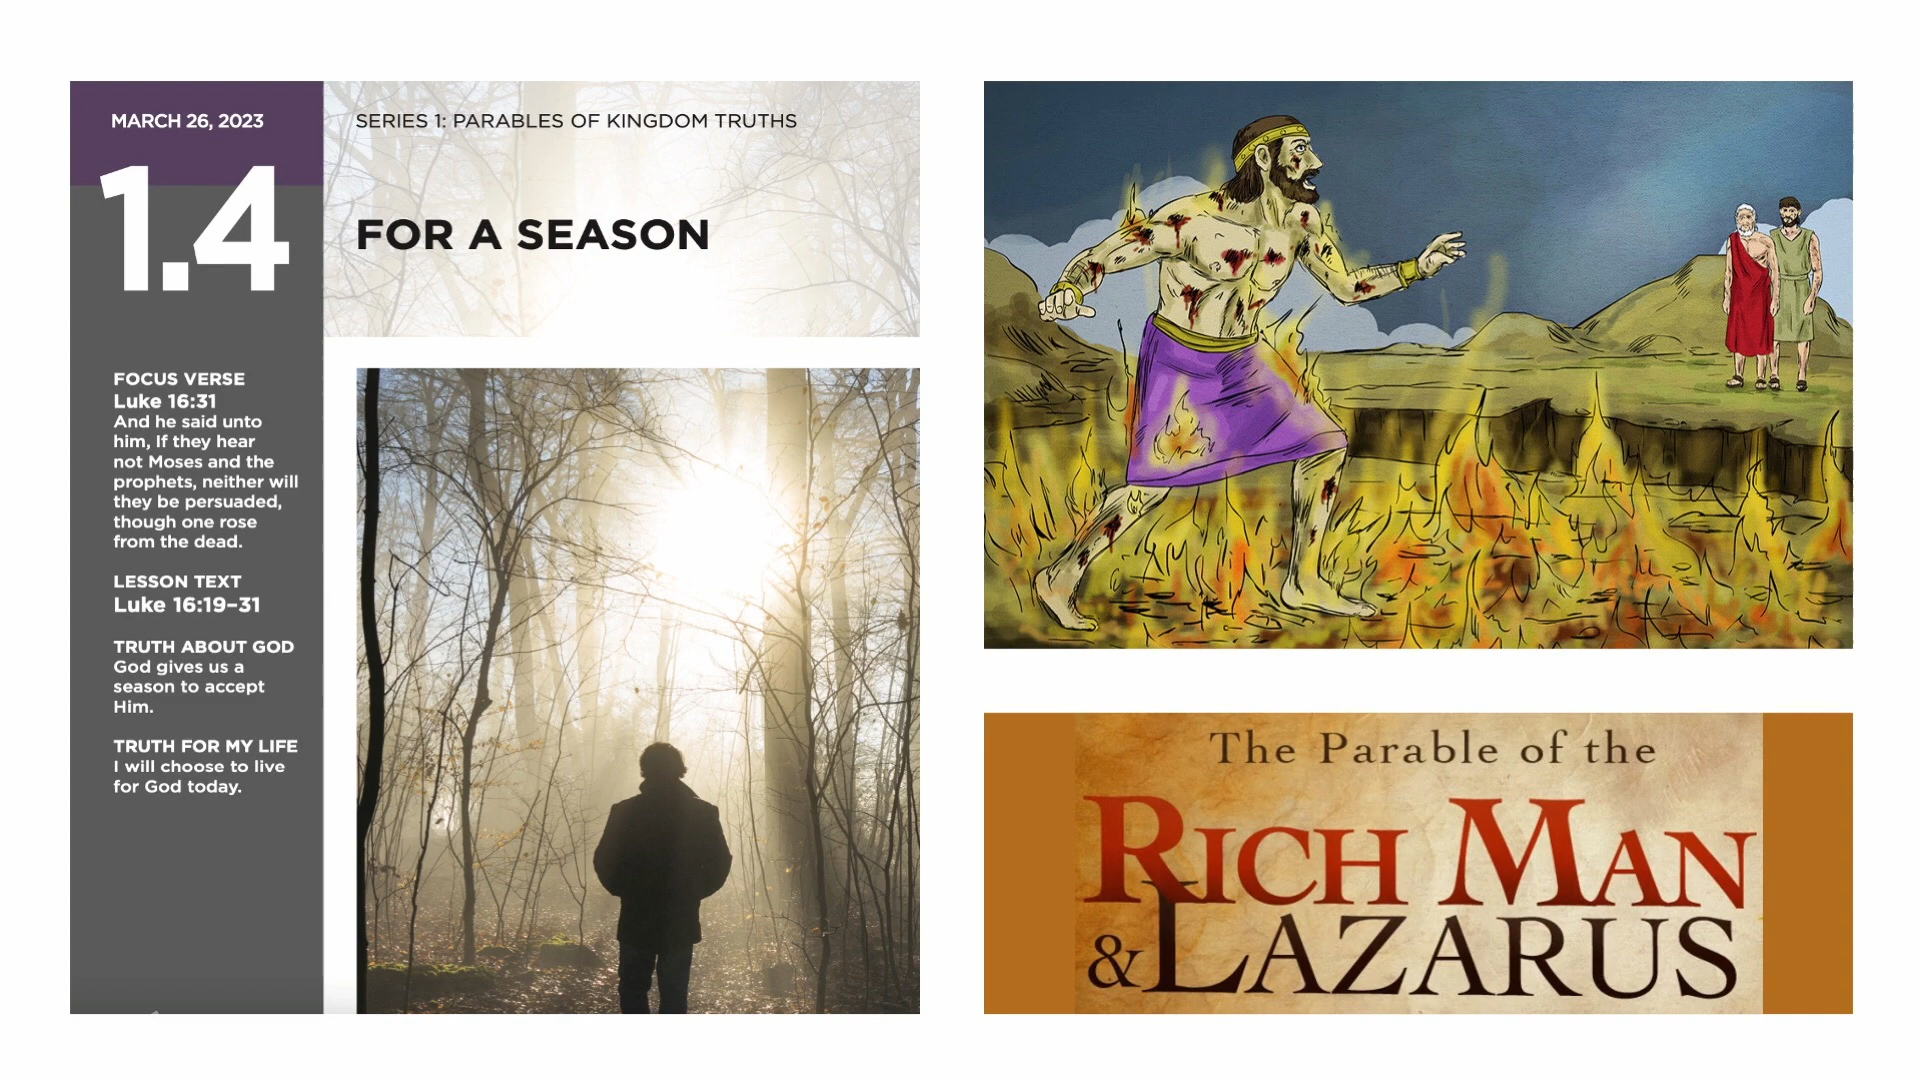 MARCH 26, 2023
1.4
SERIES 1: PARABLES OF KINGDOM TRUTHS
FOR A SEASON
FOCUS VERSE
Luke 16:31
And he said unto
him, If they hear
not Moses and the
prophets, neither will
they be persuaded,
though one rose
from the dead.
LESSON TEXT
Luke 16:19–31
TRUTH ABOUT GOD
God gives us a
season to accept
Him.
TRUTH FOR MY LIFE
I will choose to live
for God today.
The Parable of the
RICH MAN
& LAZARUS